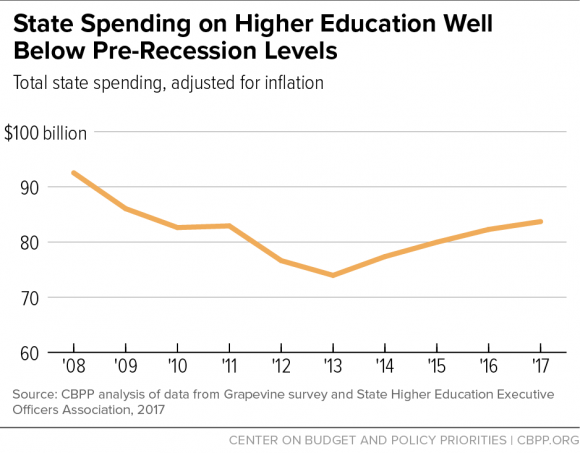 State Spending on Higher Education Well
Below Pre-Recession Levels
Total state spending, adjusted for inflation
$100 billion
90
80
70
60
'08 '09 '10 '11 '12 '13 '14 '15 '16 '17
Source: CBPP analysis of data from Grapevine survey and State Higher Education Executive
Officers Association, 2017
CENTER ON BUDGET AND POLICY PRIORITIES | CBPP.ORG